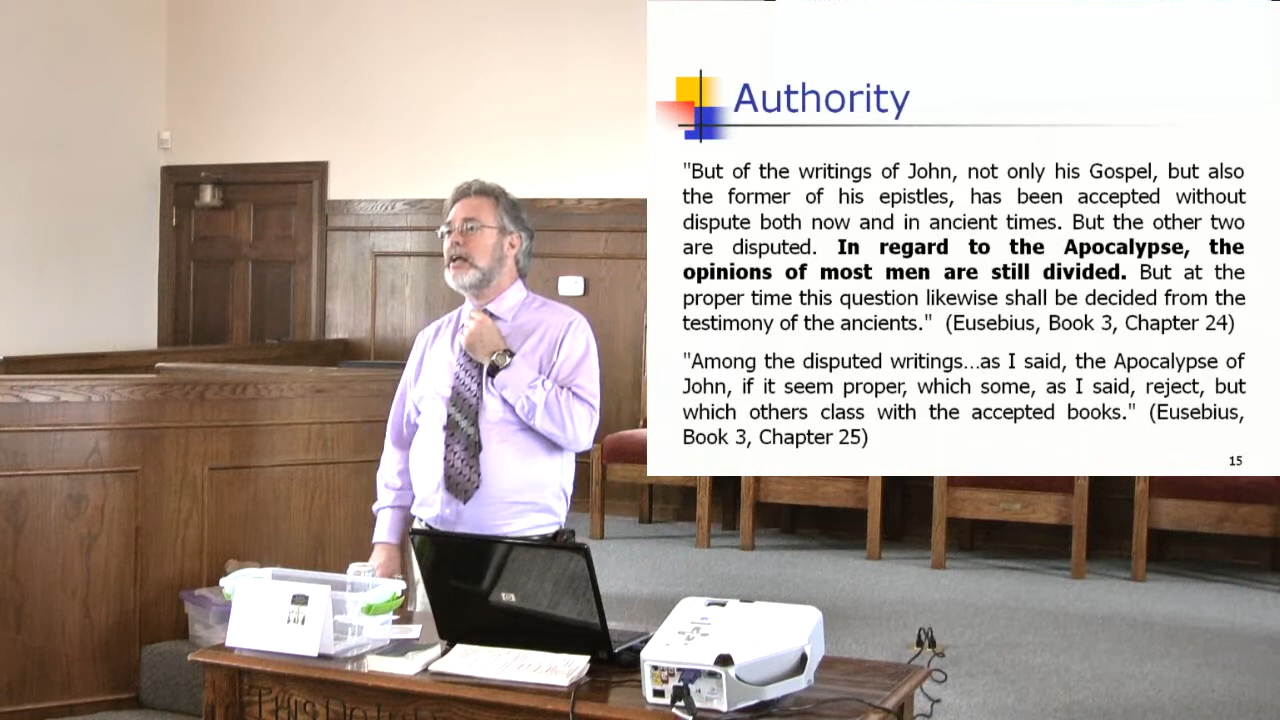 Authority
"But of the writings of John, not only his Gospel, but also
the former of his epistles, has been accepted without
dispute both now and in ancient times. But the other two
are disputed. In regard to the Apocalypse, the
opinions of most men are still divided. But at the
proper time this question likewise shall be decided from the
testimony of the ancients." (Eusebius, Book 3, Chapter 24)
"Among the disputed writings...as I said, the Apocalypse of
John, if it seem proper, which some, as I said, reject, but
which others class with the accepted books." (Eusebius,
Book 3, Chapter 25)
15
hp
THIS DO